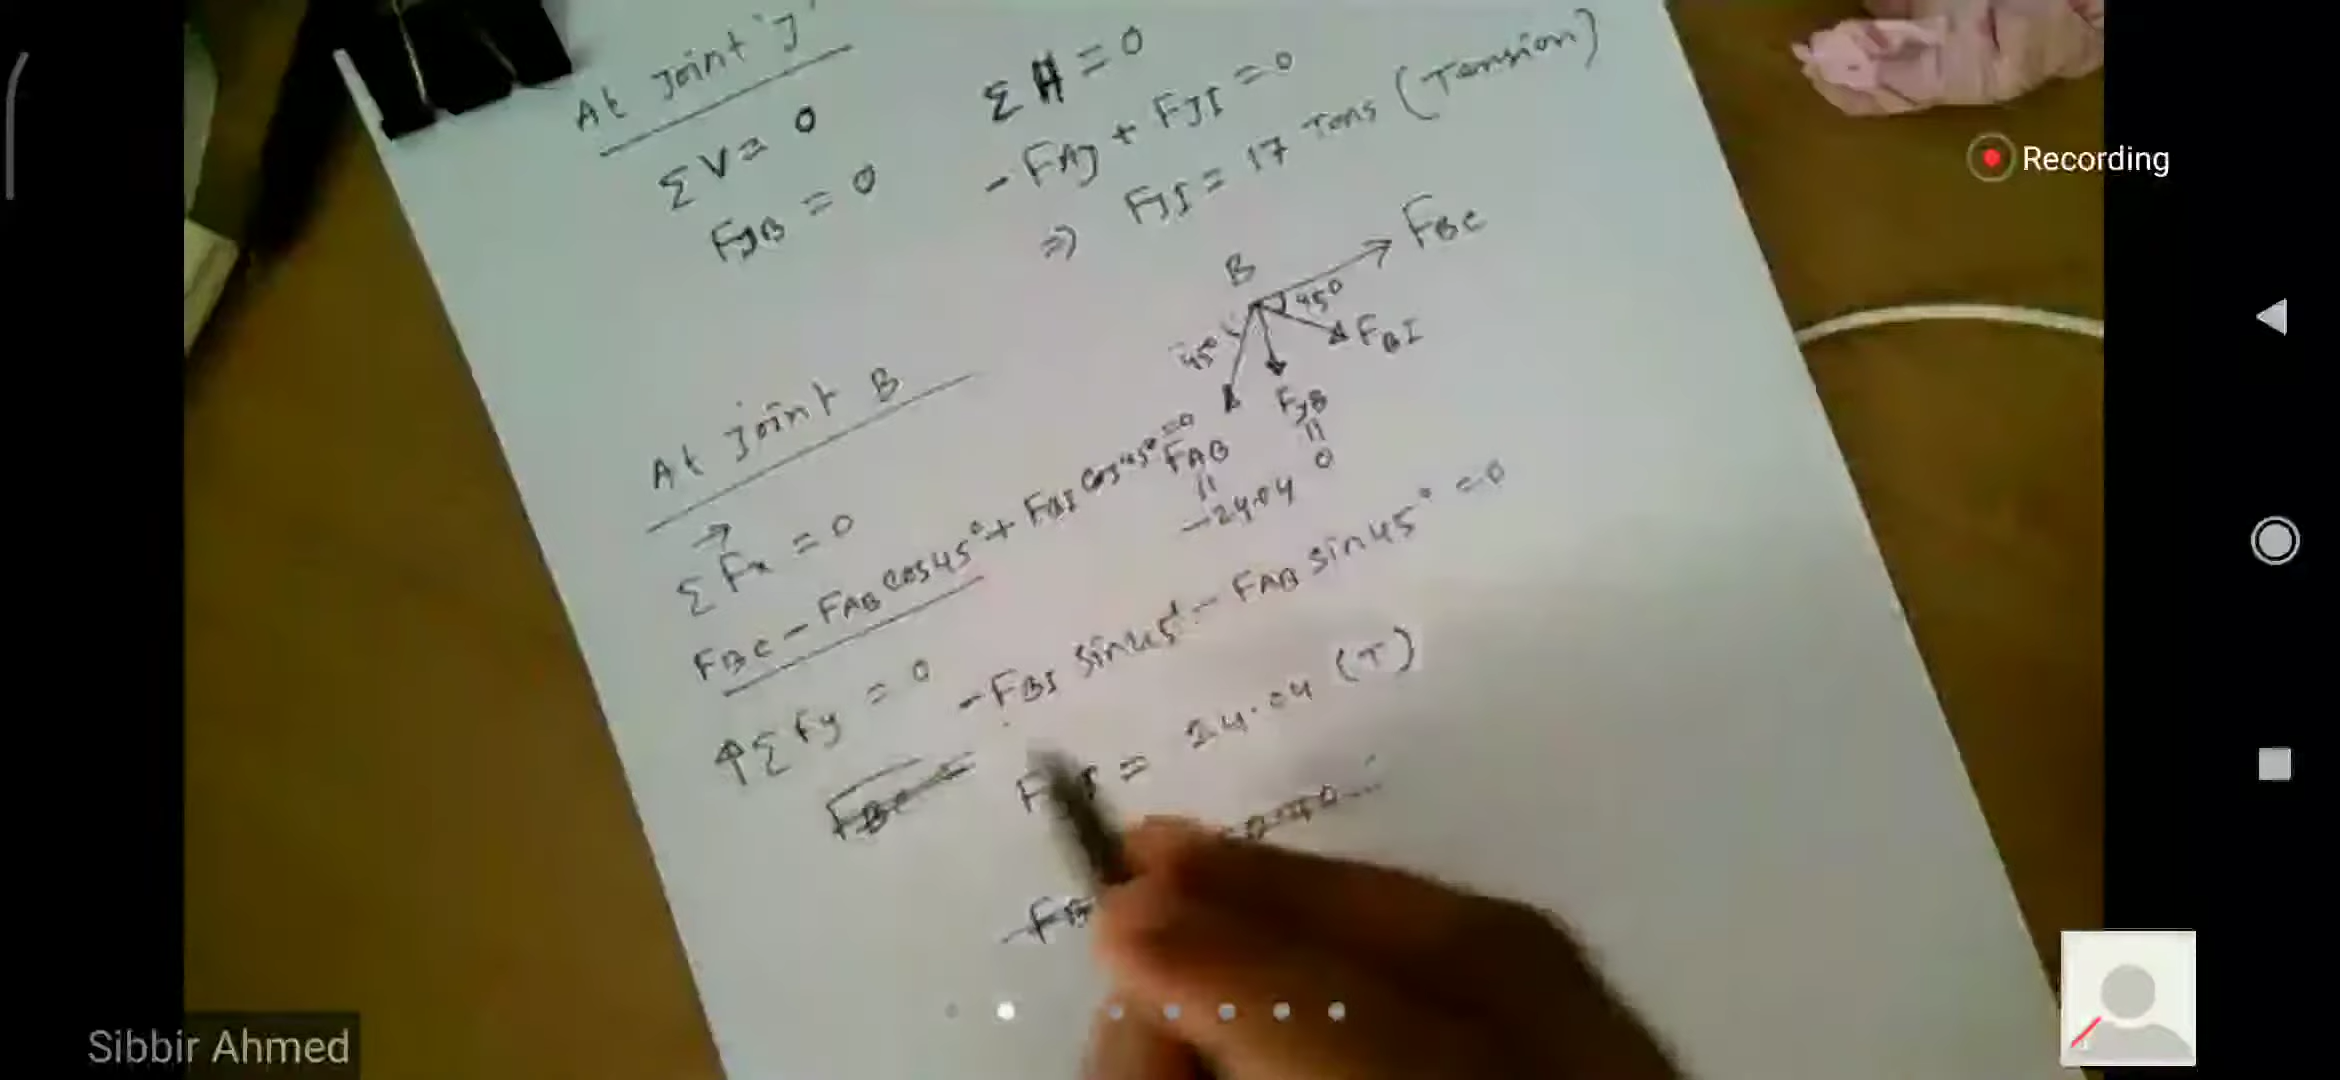 At Joint 'J'
ΣV = 0
FJB = 0
ΣH = 0
- FAJ + FJI = 0
⇒ FJI = 17 Tons (Tension)
Recording
B
FBC
45°
FBI
45°
FJB
=
0
FAB
=
-24.04
At Joint B
→
ΣFx = 0
FBC - FAB cos45° + FBI cos45° = 0
↑ΣFy = 0
-FBI sin45° - FAB sin45° = 0
FBC
= 24.04 (T)
Sibbir Ahmed